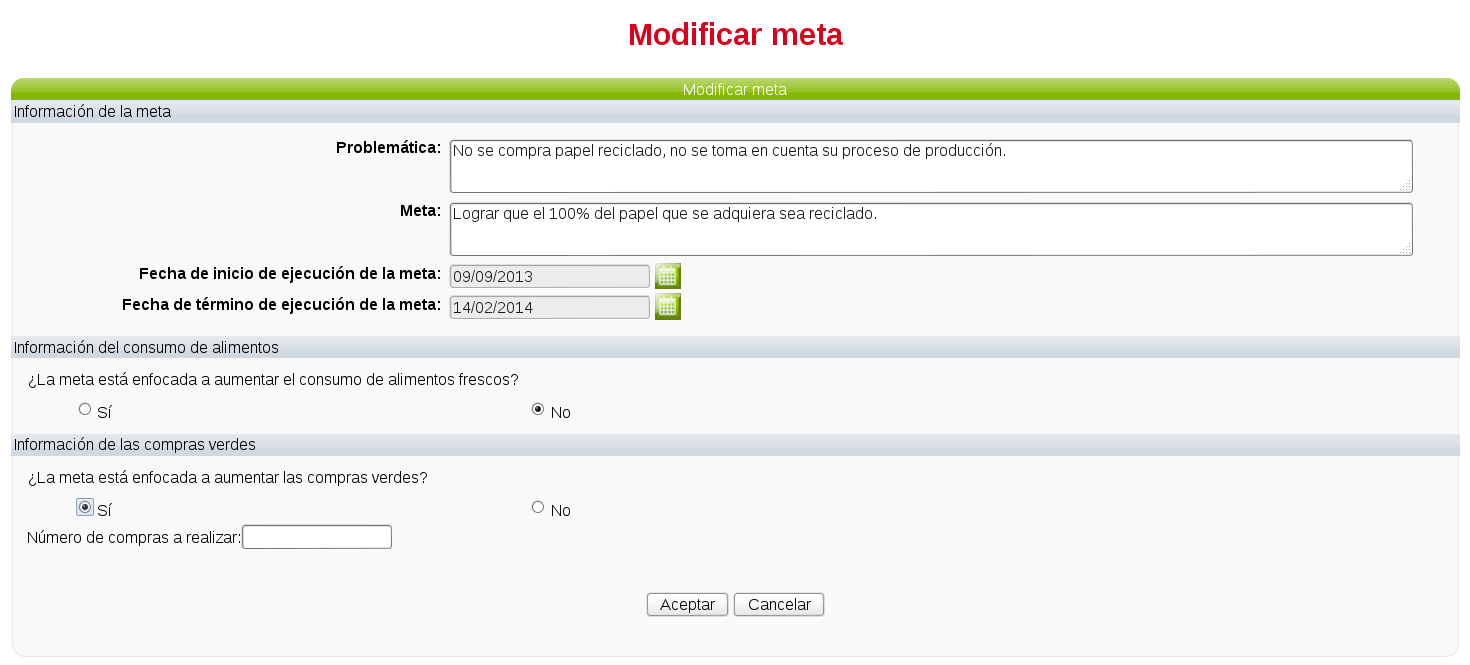 Modificar meta
Modificar meta
Información de la meta
Problemática: No se compra papel reciclado, no se toma en cuenta su proceso de producción.
Meta: Lograr que el 100% del papel que se adquiera sea reciclado.
Fecha de inicio de ejecución de la meta: 09/09/2013
Fecha de término de ejecución de la meta: 14/02/2014
Información del consumo de alimentos
¿La meta está enfocada a aumentar el consumo de alimentos frescos?
Sí No
Información de las compras verdes
¿La meta está enfocada a aumentar las compras verdes?
Sí No
Número de compras a realizar:
Aceptar Cancelar